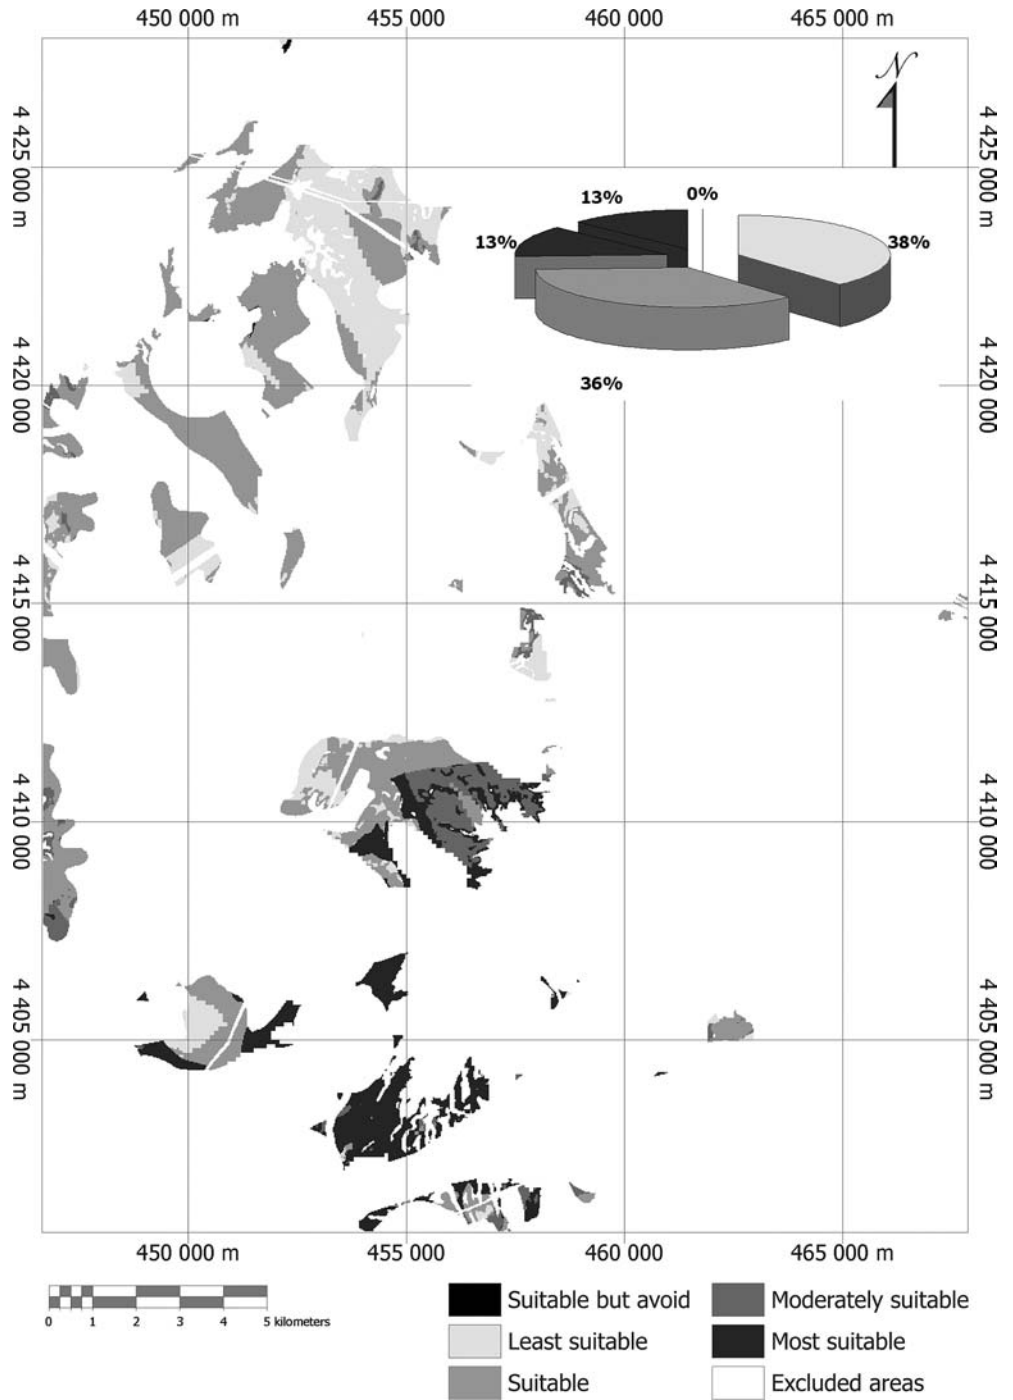 450 000 m 455 000 460 000 465 000 m
N
4 425 000 m
4 425 000 m
13% 0%
13% 38%
36%
4 420 000
4 420 000
4 415 000
4 415 000
4 410 000
4 410 000
4 405 000 m
4 405 000 m
450 000 m 455 000 460 000 465 000 m
0 1 2 3 4 5 kilometers
Suitable but avoid
Least suitable
Suitable
Moderately suitable
Most suitable
Excluded areas